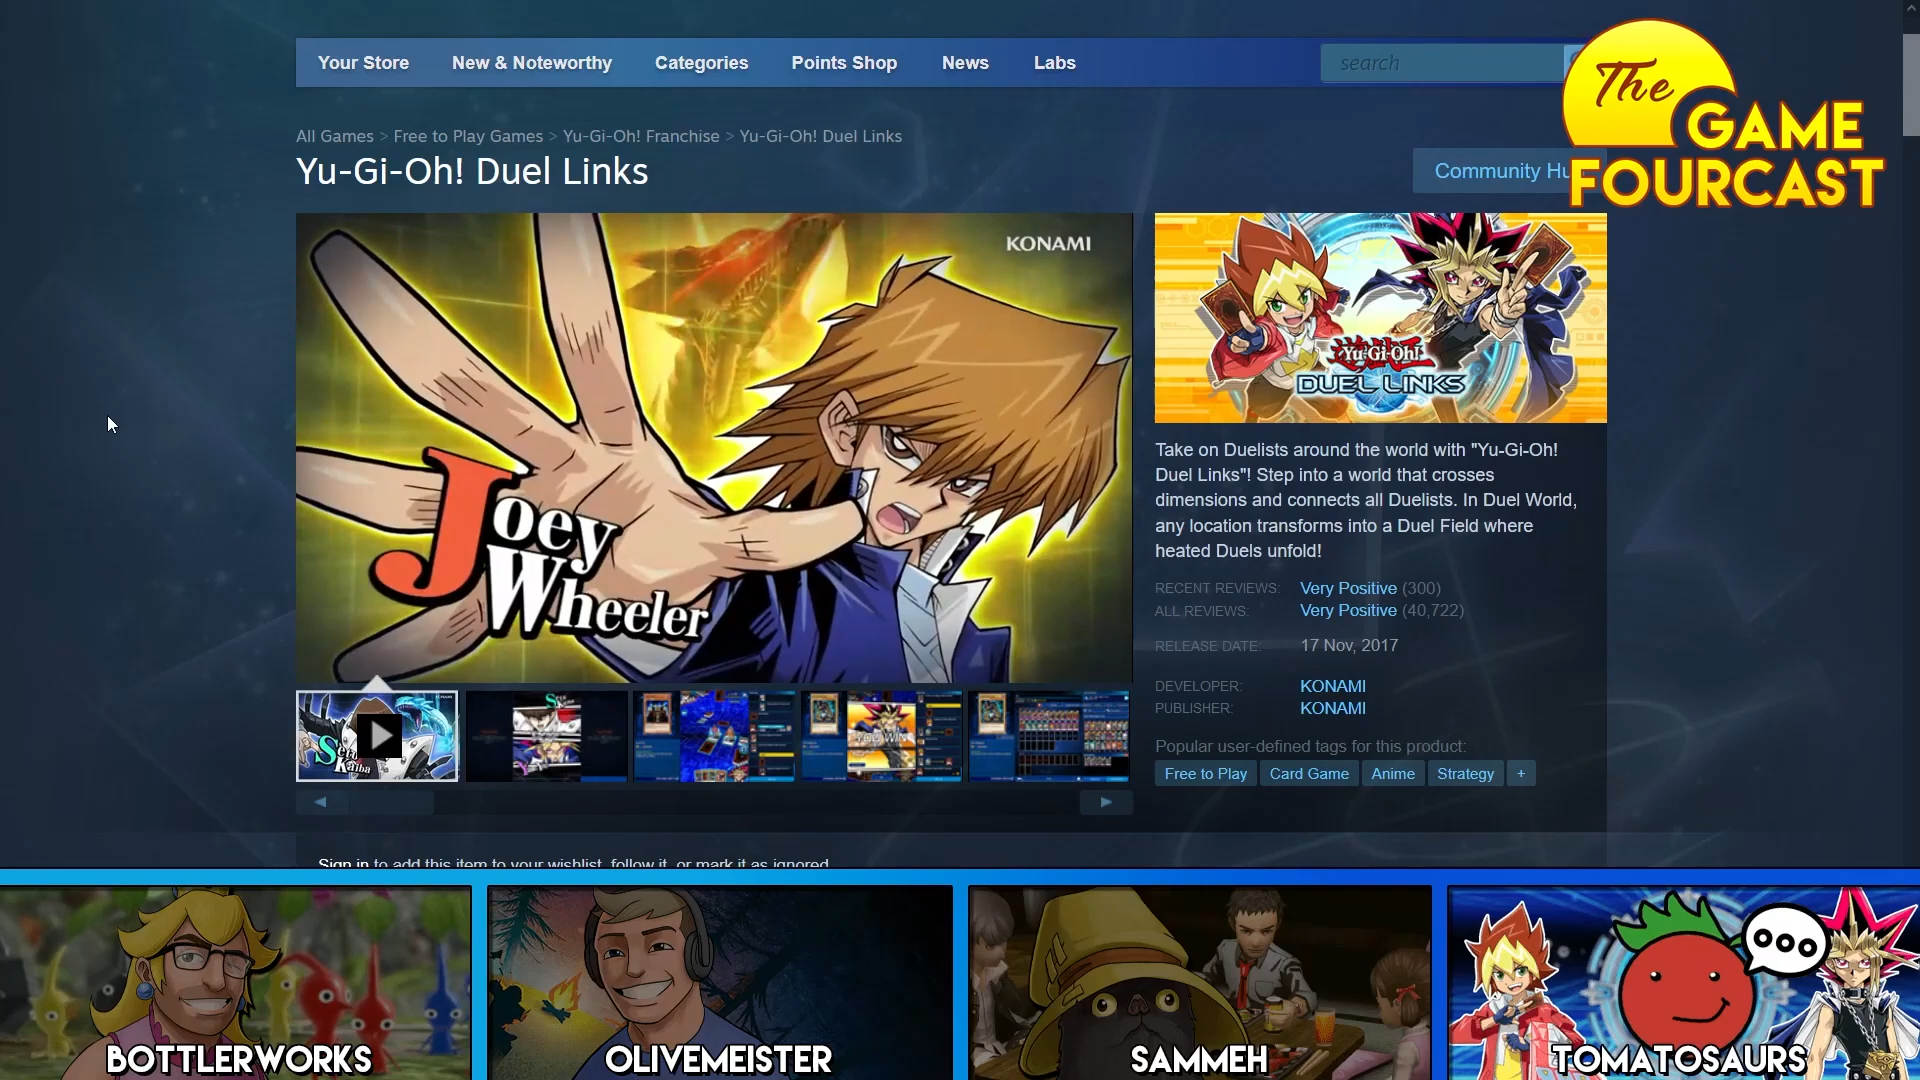 Your Store
New & Noteworthy
Categories
Points Shop
News
Labs
search
The
GAME
FOURCAST
All Games > Free to Play Games > Yu-Gi-Oh! Franchise > Yu-Gi-Oh! Duel Links
Yu-Gi-Oh! Duel Links
Community Hu
KONAMI
Joey
Wheeler
Yu-Gi-Oh!
DUEL LINKS
Take on Duelists around the world with "Yu-Gi-Oh!
Duel Links"! Step into a world that crosses
dimensions and connects all Duelists. In Duel World,
any location transforms into a Duel Field where
heated Duels unfold!
RECENT REVIEWS: Very Positive (300)
ALL REVIEWS: Very Positive (40,722)
RELEASE DATE: 17 Nov, 2017
DEVELOPER: KONAMI
PUBLISHER: KONAMI
Popular user-defined tags for this product:
Free to Play
Card Game
Anime
Strategy
+
Seto
Kaiba
Sign in to add this item to your wishlist, follow it, or mark it as ignored
BOTTLERWORKS
OLIVEMEISTER
SAMMEH
TOMATOSAURS